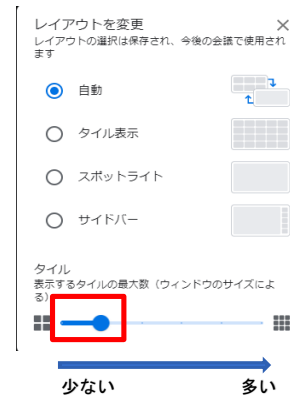 レイアウトを変更
レイアウトの選択は保存され、今後の会議で使用され
ます
自動
タイル表示
スポットライト
サイドバー
タイル
表示するタイルの最大数（ウィンドウのサイズによ
る）
少ない
多い